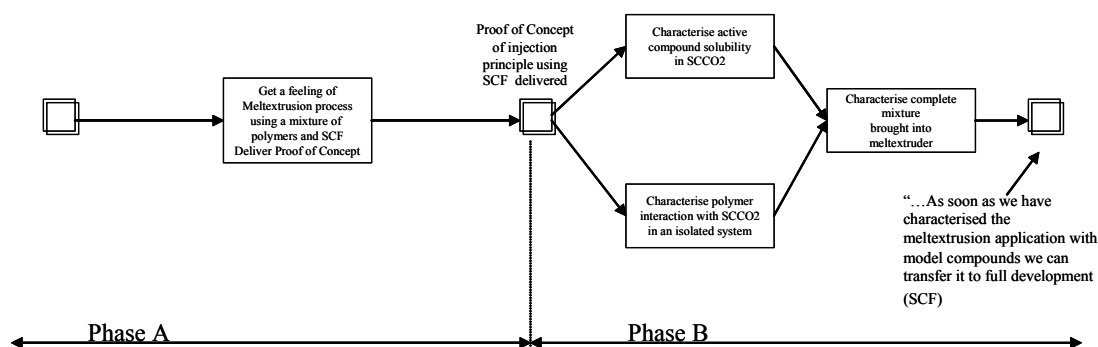 Get a feeling of
Meltextrusion process
using a mixture of
polymers and SCF
Deliver Proof of Concept
Proof of Concept
of injection
principle using
SCF delivered
Characterise active
compound solubility
in SCCO2
Characterise polymer
interaction with SCCO2
in an isolated system
Characterise complete
mixture
brought into
meltextruder
“…As soon as we have
characterised the
meltextrusion application with
model compounds we can
transfer it to full development
(SCF)
Phase A
Phase B